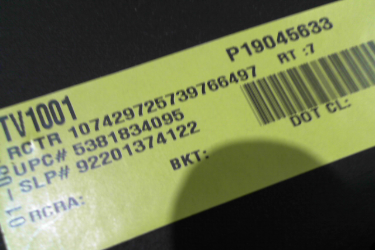 P19045633
TV1001
RT :7
RCTR 107429725739766497
UPC# 5381834095
DOT CL:
SLP# 92201374122
BKT:
RCRA: